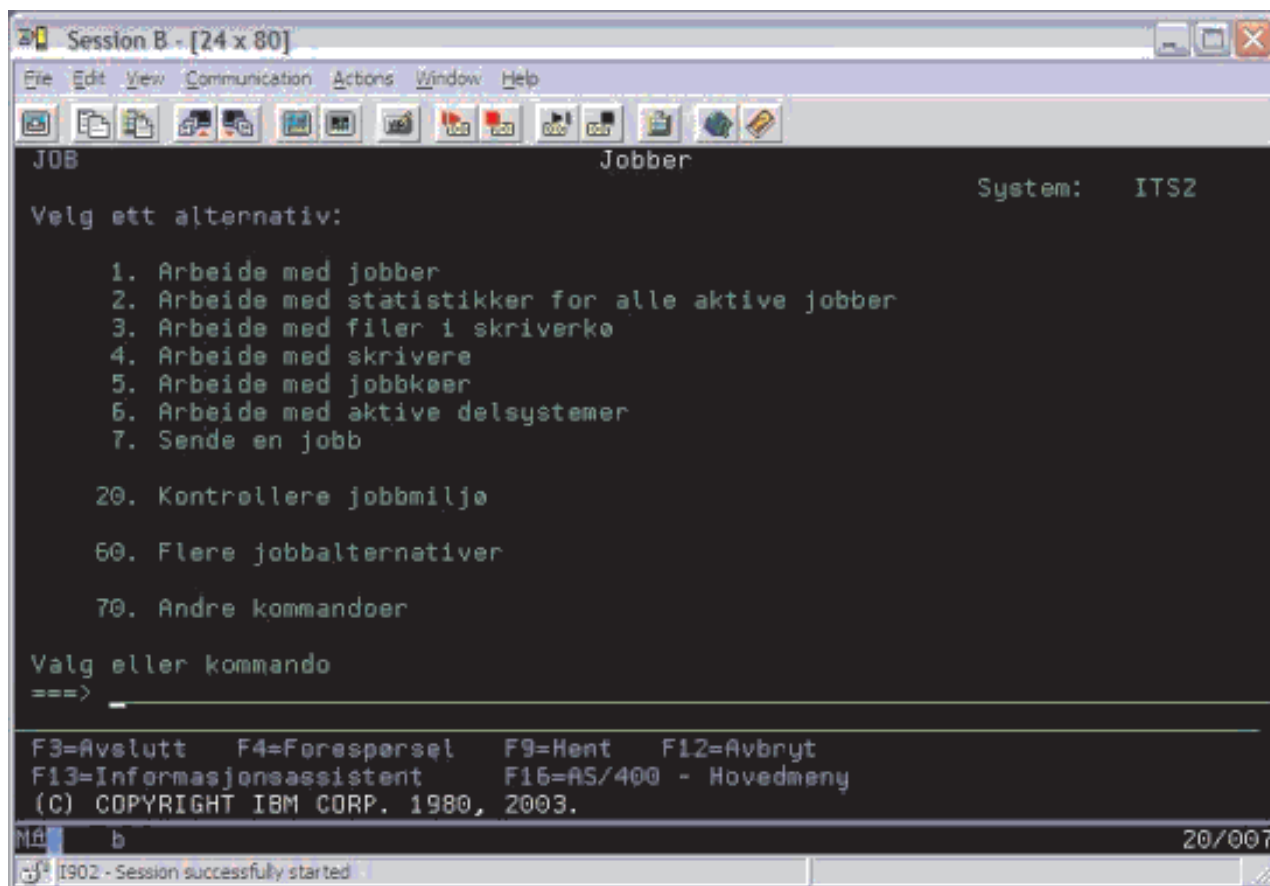 Session B - [24 x 80]
File Edit View Communication Actions Window Help
JOB Jobber
System: ITS2
Velg ett alternativ:
1. Arbeide med jobber
2. Arbeide med statistikker for alle aktive jobber
3. Arbeide med filer i skriverkø
4. Arbeide med skrivere
5. Arbeide med jobbkøer
6. Arbeide med aktive delsystemer
7. Sende en jobb
20. Kontrollere jobbmiljø
60. Flere jobbalternativer
70. Andre kommandoer
Valg eller kommando
===>
F3=Avslutt F4=Forespørsel F9=Hent F12=Avbryt
F13=Informasjonsassistent F16=AS/400 - Hovedmeny
(C) COPYRIGHT IBM CORP. 1980, 2003.
b 20/007
I902 - Session successfully started